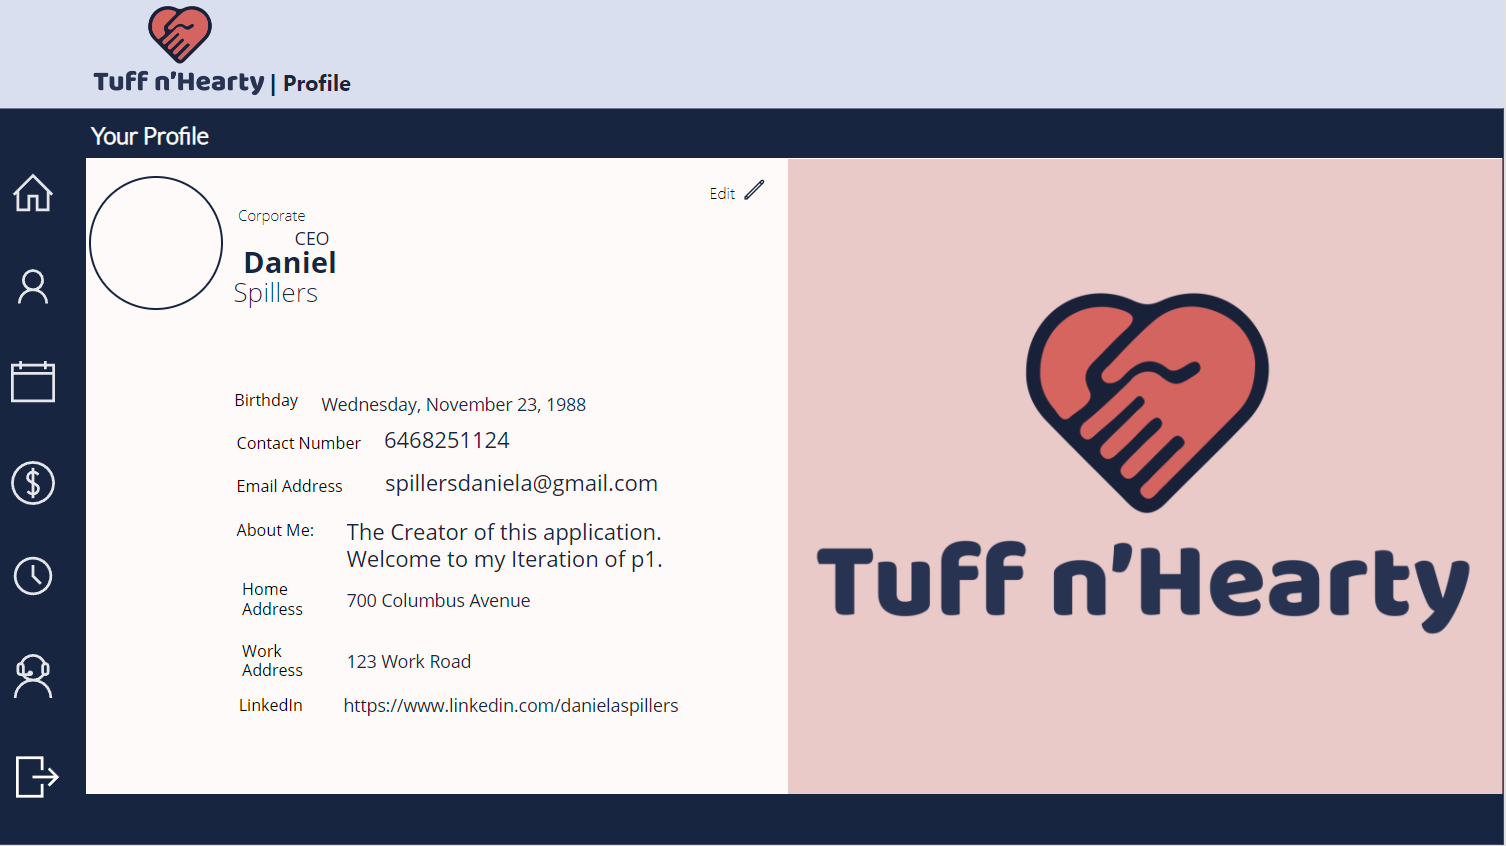 Tuff n'Hearty | Profile
Your Profile
Edit
Corporate
CEO
Daniel
Spillers
Birthday Wednesday, November 23, 1988
Contact Number 6468251124
Email Address spillersdaniela@gmail.com
About Me: The Creator of this application.
Welcome to my Iteration of p1.
Home
Address 700 Columbus Avenue
Work
Address 123 Work Road
LinkedIn https://www.linkedin.com/danielaspillers
Tuff n'Hearty